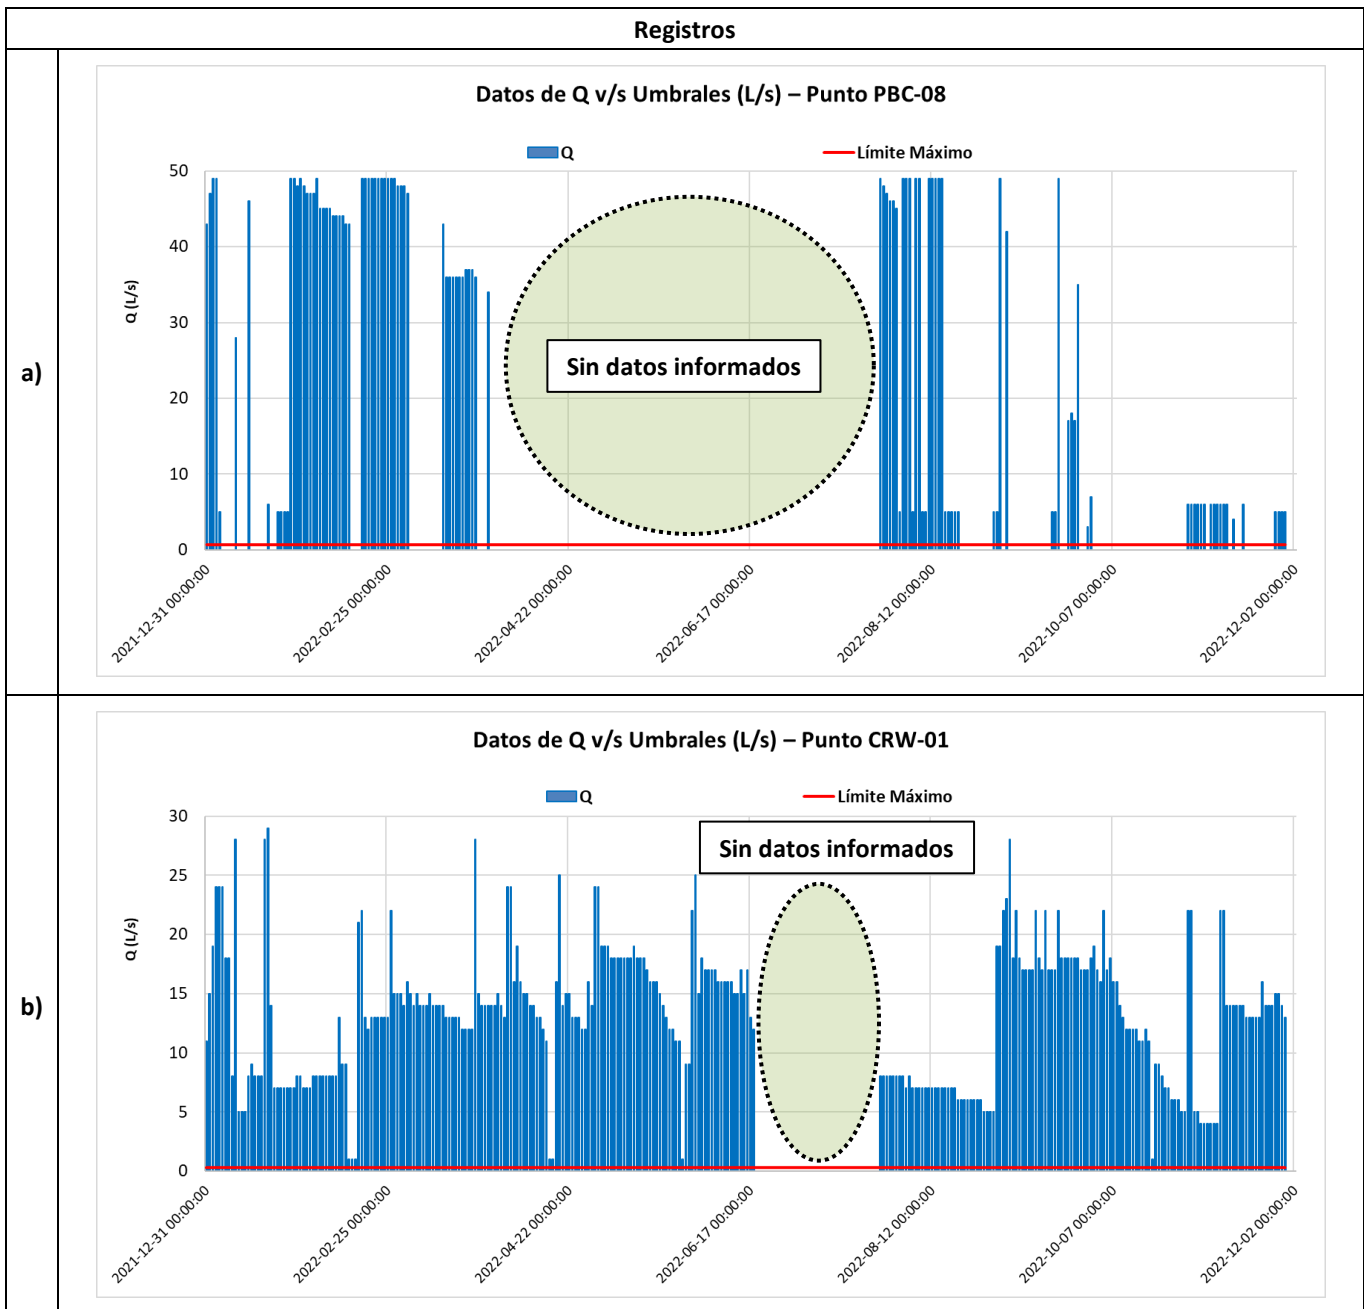 Registros
a)
Datos de Q v/s Umbrales (L/s) – Punto PBC-08
Q
Límite Máximo
50
40
30
20
10
0
Q (L/s)
Sin datos informados
2021-12-31 00:00:00
2022-02-25 00:00:00
2022-04-22 00:00:00
2022-06-17 00:00:00
2022-08-12 00:00:00
2022-10-07 00:00:00
2022-12-02 00:00:00
b)
Datos de Q v/s Umbrales (L/s) – Punto CRW-01
Q
Límite Máximo
30
25
20
15
10
5
0
Q (L/s)
Sin datos informados
2021-12-31 00:00:00
2022-02-25 00:00:00
2022-04-22 00:00:00
2022-06-17 00:00:00
2022-08-12 00:00:00
2022-10-07 00:00:00
2022-12-02 00:00:00